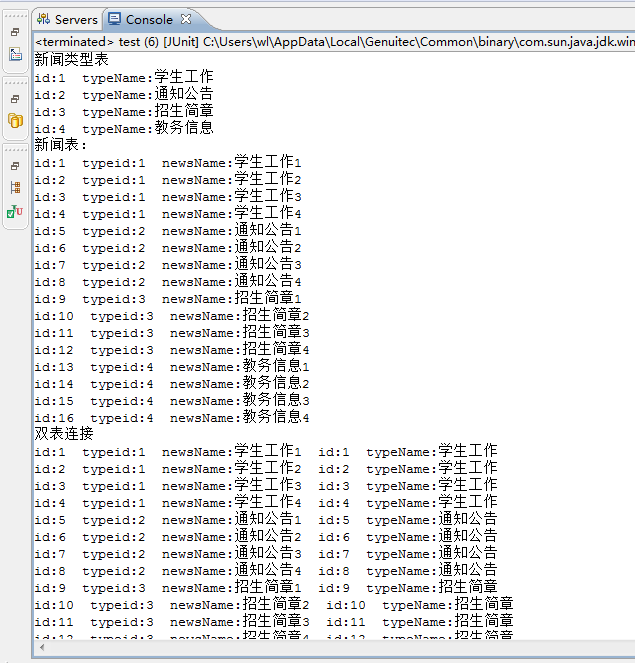 Servers Console
<terminated> test (6) [JUnit] C:\Users\wl\AppData\Local\Genuitec\Common\binary\com.sun.java.jdk.win
新闻类型表
id:1 typeName:学生工作
id:2 typeName:通知公告
id:3 typeName:招生简章
id:4 typeName:教务信息
新闻表:
id:1 typeid:1 newsName:学生工作1
id:2 typeid:1 newsName:学生工作2
id:3 typeid:1 newsName:学生工作3
id:4 typeid:1 newsName:学生工作4
id:5 typeid:2 newsName:通知公告1
id:6 typeid:2 newsName:通知公告2
id:7 typeid:2 newsName:通知公告3
id:8 typeid:2 newsName:通知公告4
id:9 typeid:3 newsName:招生简章1
id:10 typeid:3 newsName:招生简章2
id:11 typeid:3 newsName:招生简章3
id:12 typeid:3 newsName:招生简章4
id:13 typeid:4 newsName:教务信息1
id:14 typeid:4 newsName:教务信息2
id:15 typeid:4 newsName:教务信息3
id:16 typeid:4 newsName:教务信息4
双表连接
id:1 typeid:1 newsName:学生工作1 id:1 typeName:学生工作
id:2 typeid:1 newsName:学生工作2 id:2 typeName:学生工作
id:3 typeid:1 newsName:学生工作3 id:3 typeName:学生工作
id:4 typeid:1 newsName:学生工作4 id:4 typeName:学生工作
id:5 typeid:2 newsName:通知公告1 id:5 typeName:通知公告
id:6 typeid:2 newsName:通知公告2 id:6 typeName:通知公告
id:7 typeid:2 newsName:通知公告3 id:7 typeName:通知公告
id:8 typeid:2 newsName:通知公告4 id:8 typeName:通知公告
id:9 typeid:3 newsName:招生简章1 id:9 typeName:招生简章
id:10 typeid:3 newsName:招生简章2 id:10 typeName:招生简章
id:11 typeid:3 newsName:招生简章3 id:11 typeName:招生简章
id:12 typeid:3 newsName:招生简章4 id:12 typeName:招生简章